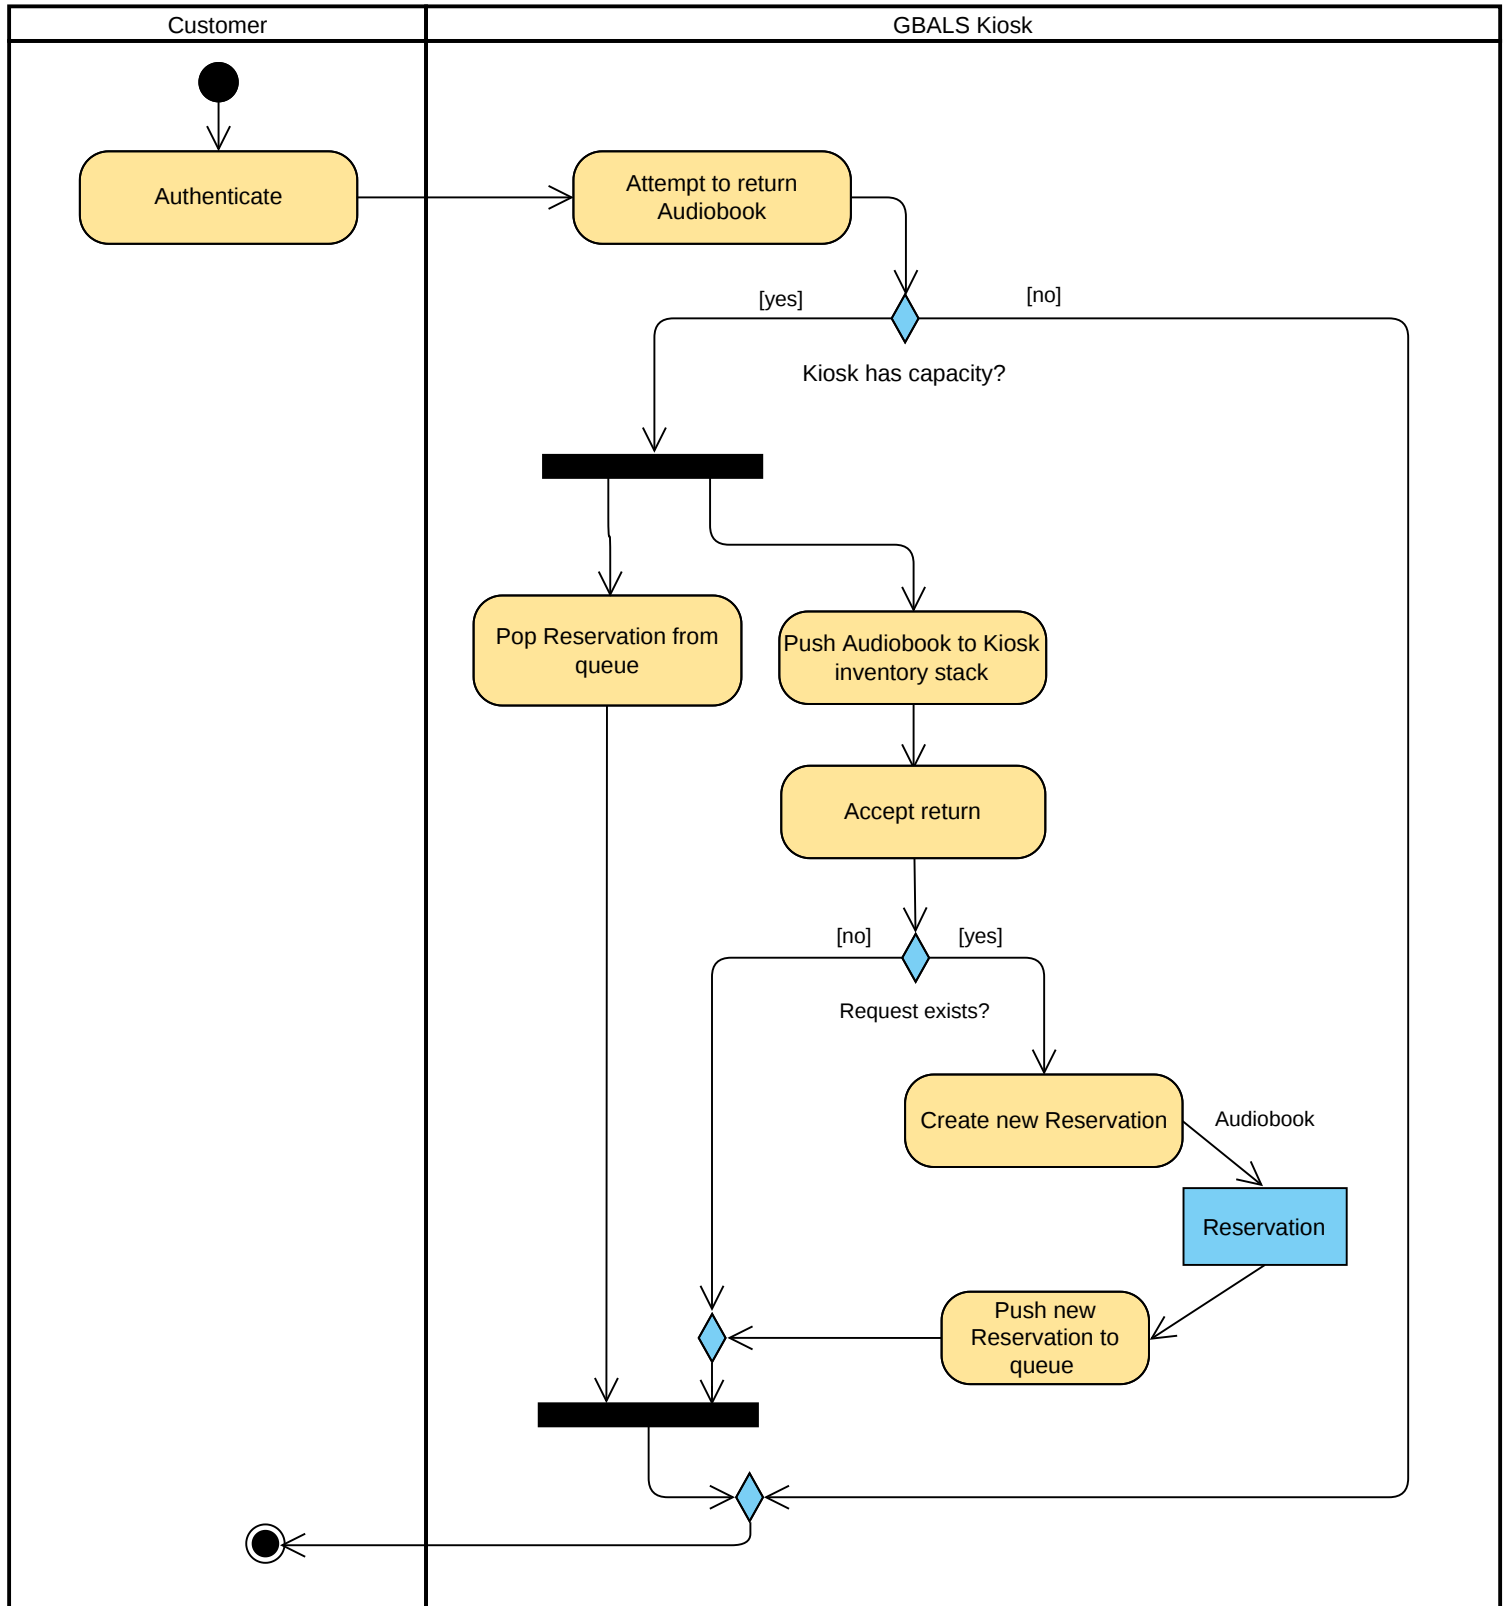 Customer
GBALS Kiosk
Authenticate
Attempt to return
Audiobook
[yes]
[no]
Kiosk has capacity?
Pop Reservation from
queue
Push Audiobook to Kiosk
inventory stack
Accept return
[no]
[yes]
Request exists?
Create new Reservation
Audiobook
Reservation
Push new
Reservation to
queue